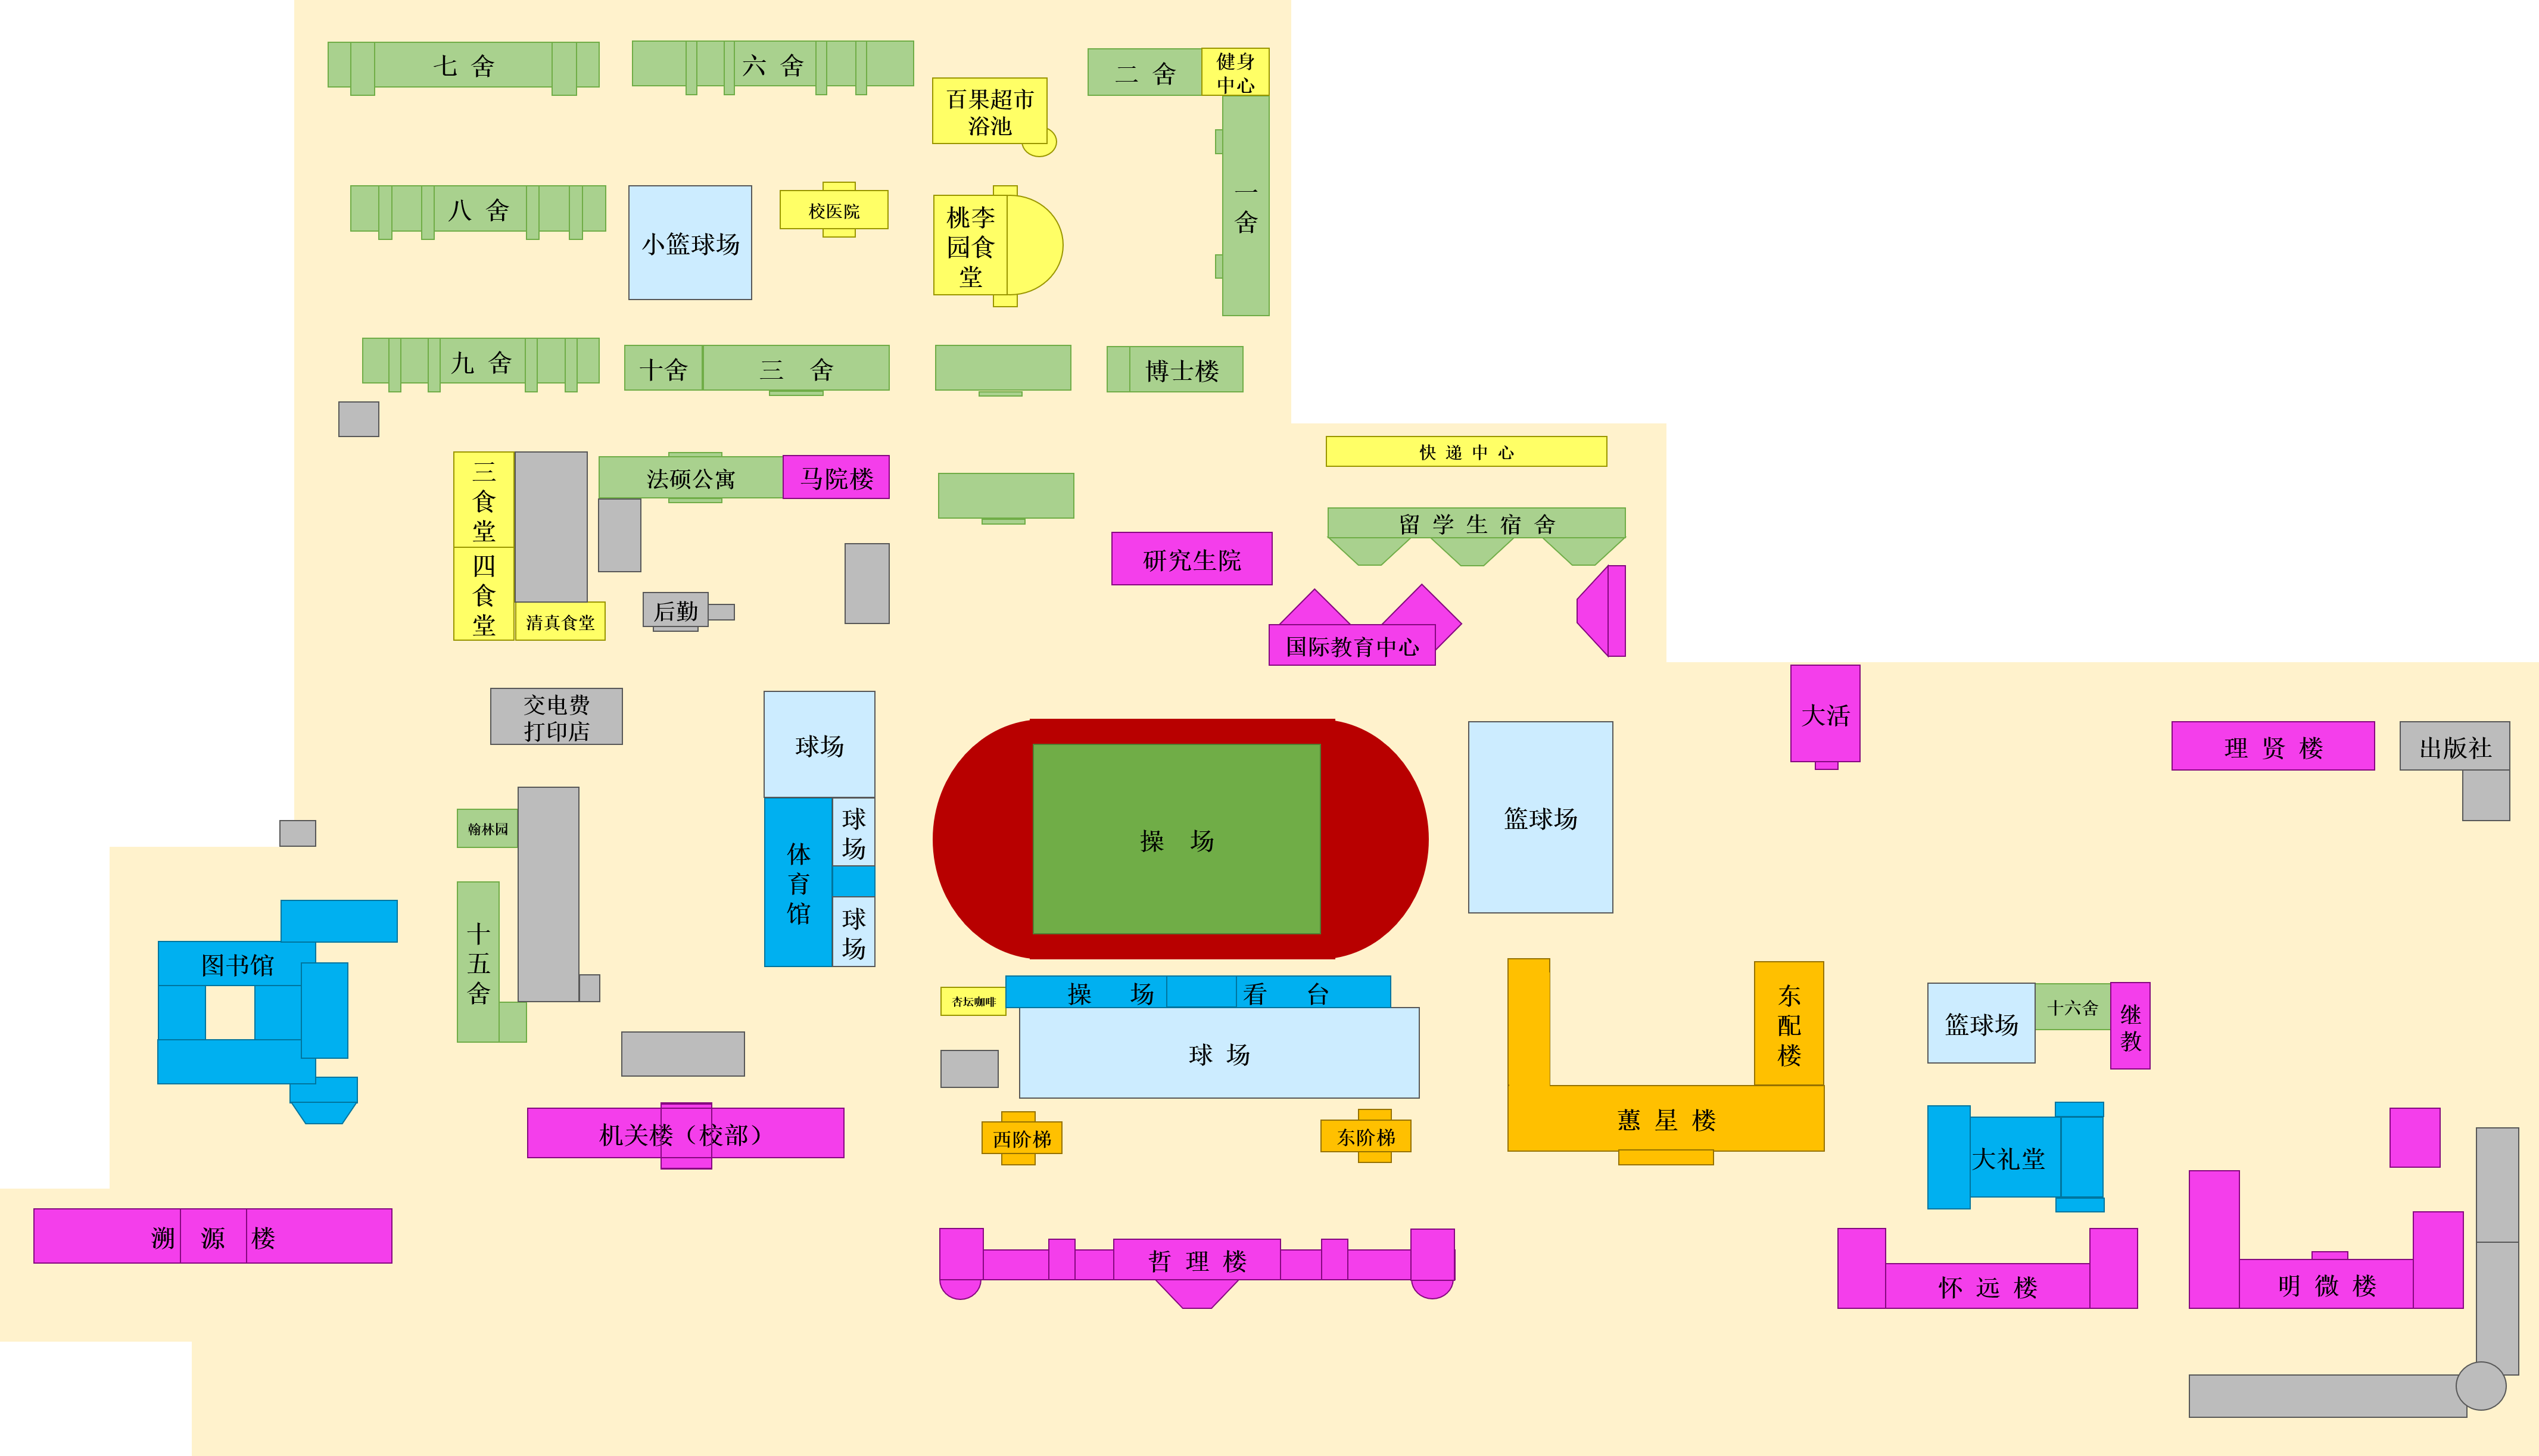 七 舍
六 舍
二 舍
健身
中心
百果超市
浴池
一
舍
八 舍
小篮球场
校医院
桃李
园食
堂
九 舍
十舍
三 舍
博士楼
三
食
堂
四
食
堂
清真食堂
法硕公寓
马院楼
快 递 中 心
留 学 生 宿 舍
研究生院
后勤
国际教育中心
交电费
打印店
球场
大活
理 贤 楼
出版社
翰林园
体
育
馆
球
场
球
场
操 场
篮球场
图书馆
十
五
舍
杏坛咖啡
操 场 看 台
球 场
东
配
楼
篮球场
十六舍
继
教
机关楼（校部）
西阶梯
东阶梯
蕙 星 楼
大礼堂
溯 源 楼
哲 理 楼
怀 远 楼
明 微 楼